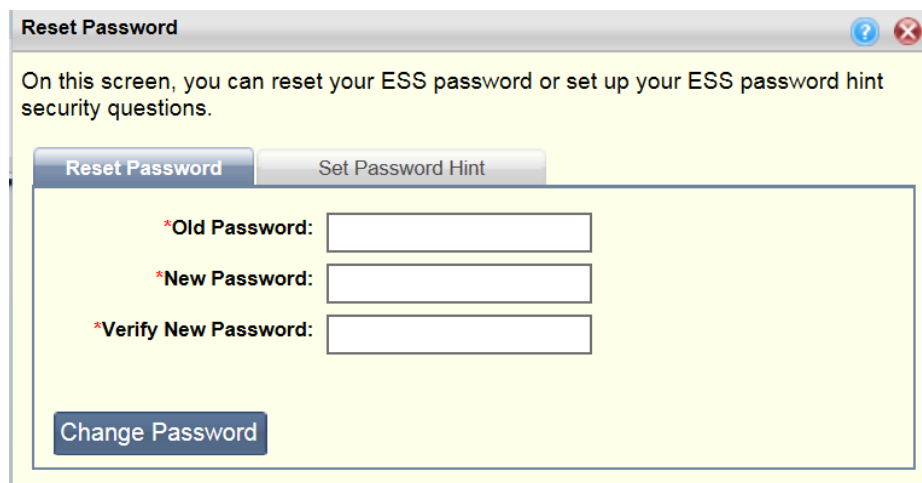 Reset Password
?
On this screen, you can reset your ESS password or set up your ESS password hint
security questions.
Reset Password Set Password Hint
*Old Password:
*New Password:
*Verify New Password:
Change Password